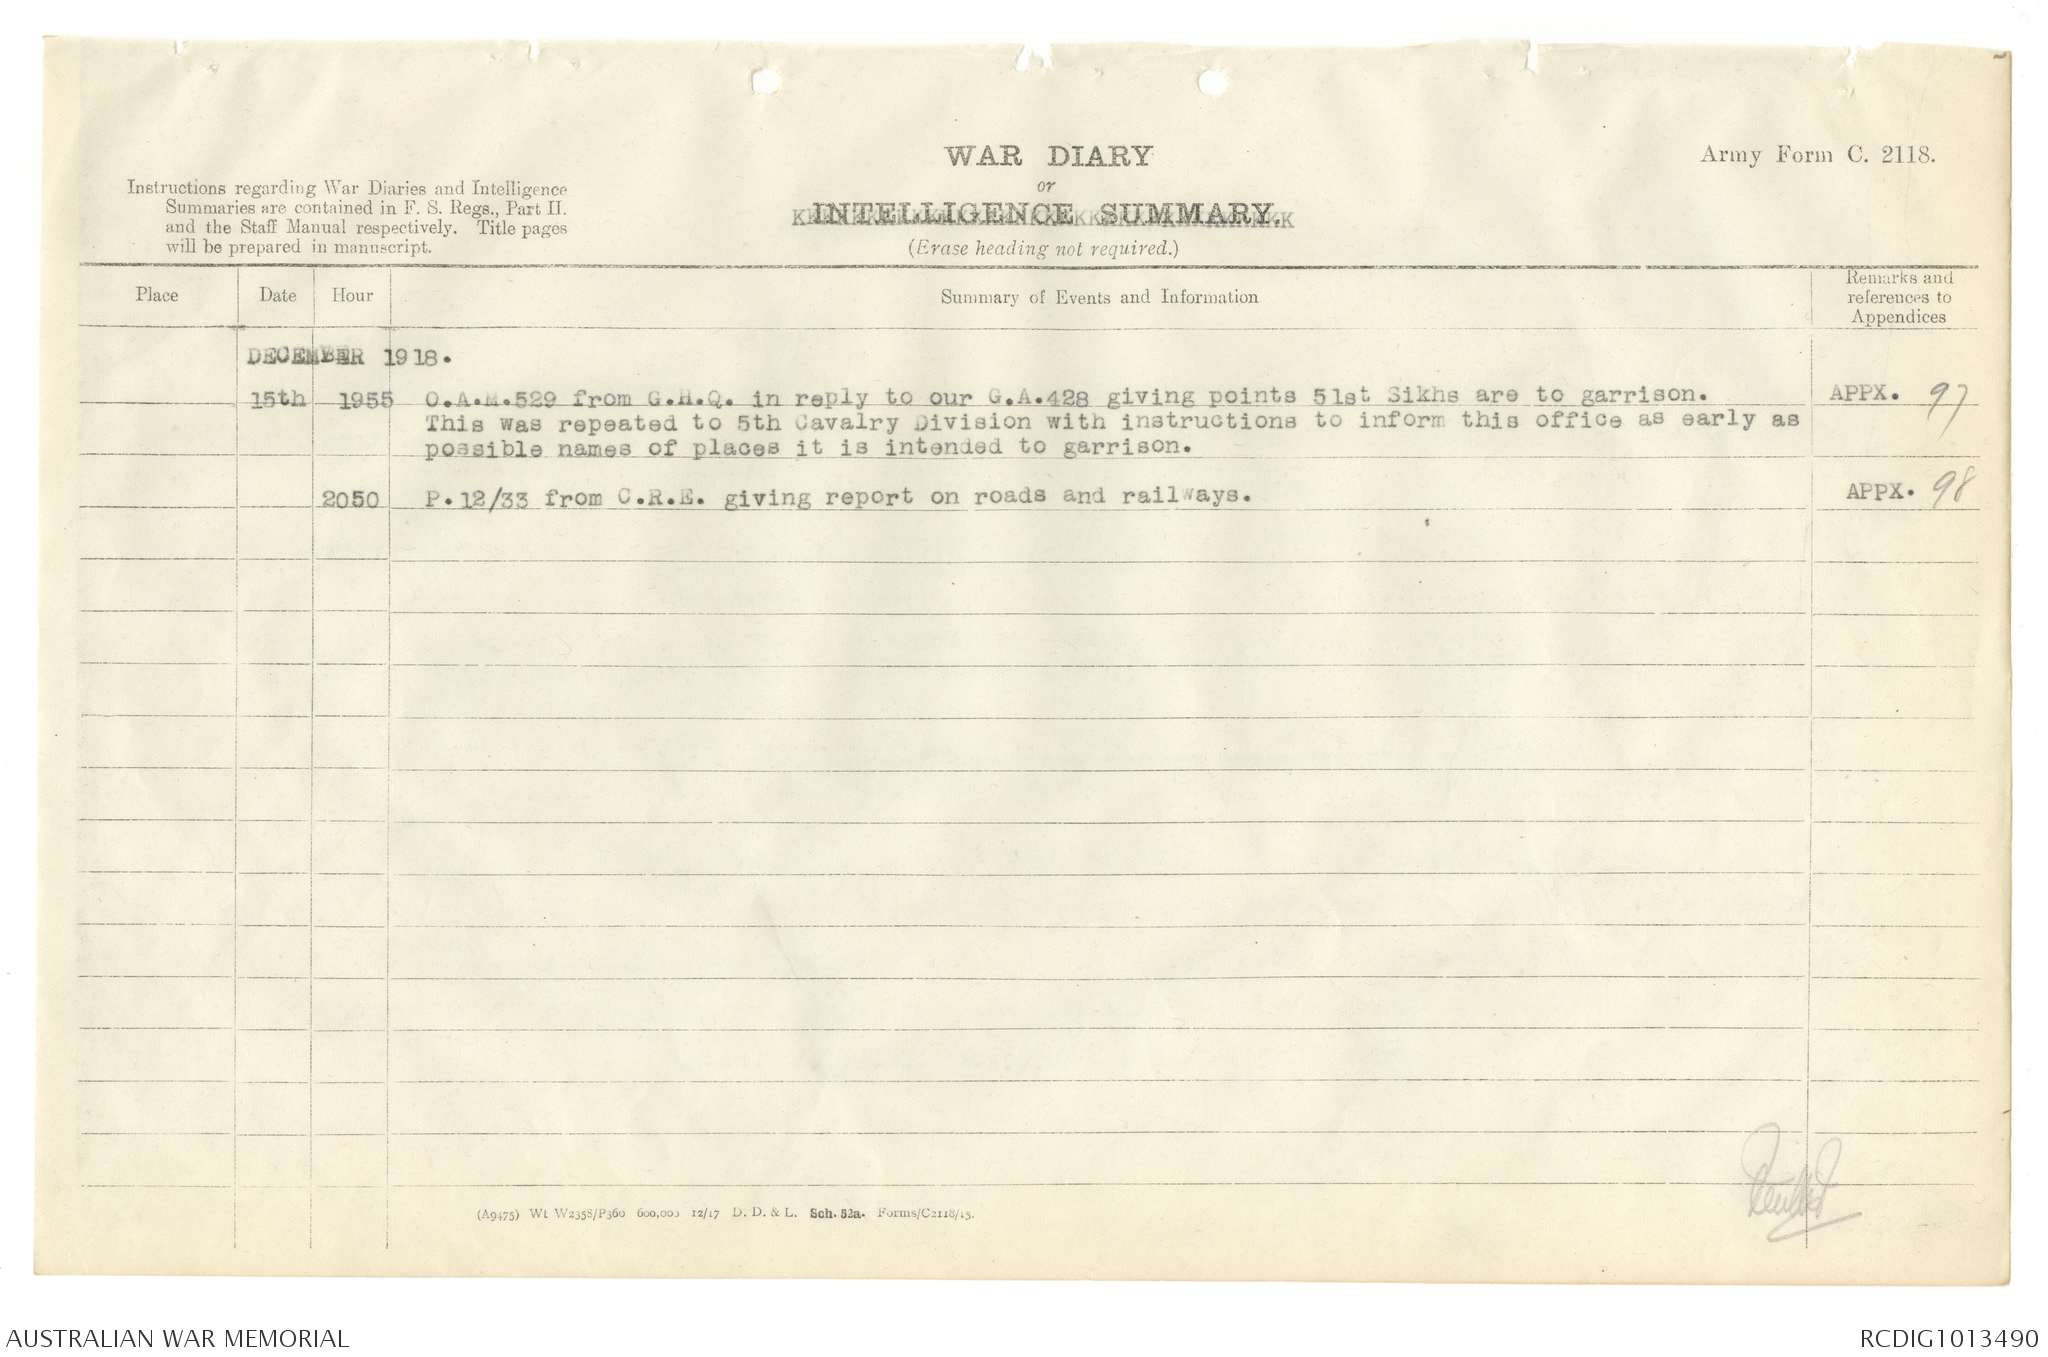 WAR DIARY
or
INTELLIGENCE SUMMARY.
(Erase heading not required.)
Army Form C. 2118.
Instructions regarding War Diaries and Intelligence
Summaries are contained in F. S. Regs., Part II.
and the Staff Manual respectively. Title pages
will be prepared in manuscript.
Place Date Hour Summary of Events and Information Remarks and references to Appendices
DECEMBER 1918.
15th 1955 O.A.M.529 from G.H.Q. in reply to our G.A.428 giving points 51st Sikhs are to garrison. APPX. 97
This was repeated to 5th Cavalry Division with instructions to inform this office as early as
possible names of places it is intended to garrison.
2050 P.12/33 from C.R.E. giving report on roads and railways. APPX. 98
(A9475) Wt W2358/P360 600,000 12/17 D. D. & L. Sch. 52a. Forms/C2118/15.
AUSTRALIAN WAR MEMORIAL
RCDIG1013490